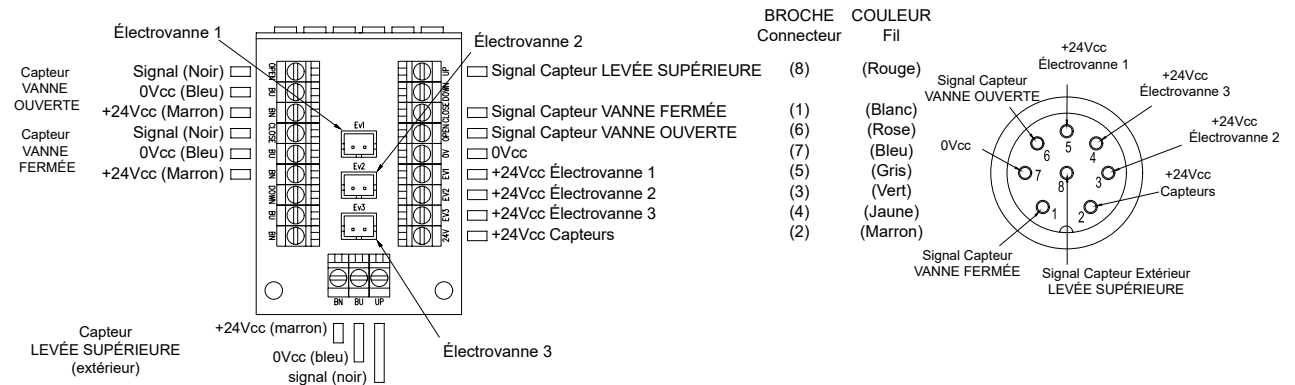 Électrovanne 1
Électrovanne 2
Capteur
VANNE
OUVERTE
Signal (Noir)
0Vcc (Bleu)
+24Vcc (Marron)
Capteur
VANNE
FERMÉE
Signal (Noir)
0Vcc (Bleu)
+24Vcc (Marron)
OPEN
BU
BN
CLOSE
BU
BN
DOWN
BU
BN
Ev1
Ev2
Ev3
UP
DOWN
CLOSE
OPEN
0V
EV1
EV2
EV3
24V
BN BU UP
BROCHE COULEUR
Connecteur Fil
Signal Capteur LEVÉE SUPÉRIEURE (8) (Rouge)
Signal Capteur VANNE FERMÉE (1) (Blanc)
Signal Capteur VANNE OUVERTE (6) (Rose)
0Vcc (7) (Bleu)
+24Vcc Électrovanne 1 (5) (Gris)
+24Vcc Électrovanne 2 (3) (Vert)
+24Vcc Électrovanne 3 (4) (Jaune)
+24Vcc Capteurs (2) (Marron)
Capteur
LEVÉE SUPÉRIEURE
(extérieur)
+24Vcc (marron)
0Vcc (bleu)
signal (noir)
Électrovanne 3
+24Vcc
Électrovanne 1
Signal Capteur
VANNE OUVERTE
+24Vcc
Électrovanne 3
+24Vcc
Électrovanne 2
0Vcc
+24Vcc
Capteurs
6
5
4
7
8
3
1
2
Signal Capteur
VANNE FERMÉE
Signal Capteur Extérieur
LEVÉE SUPÉRIEURE